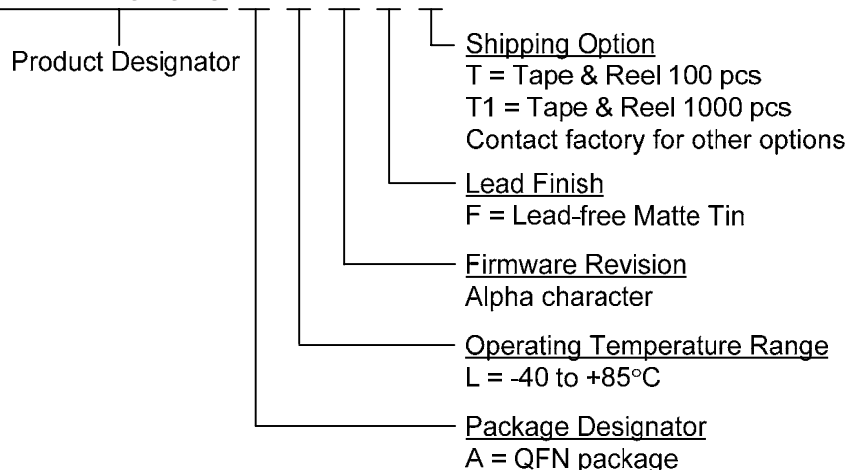 Shipping Option
Product Designator
T = Tape & Reel 100 pcs
T1 = Tape & Reel 1000 pcs
Contact factory for other options
Lead Finish
F = Lead-free Matte Tin
Firmware Revision
Alpha character
Operating Temperature Range
L = -40 to +85°C
Package Designator
A = QFN package